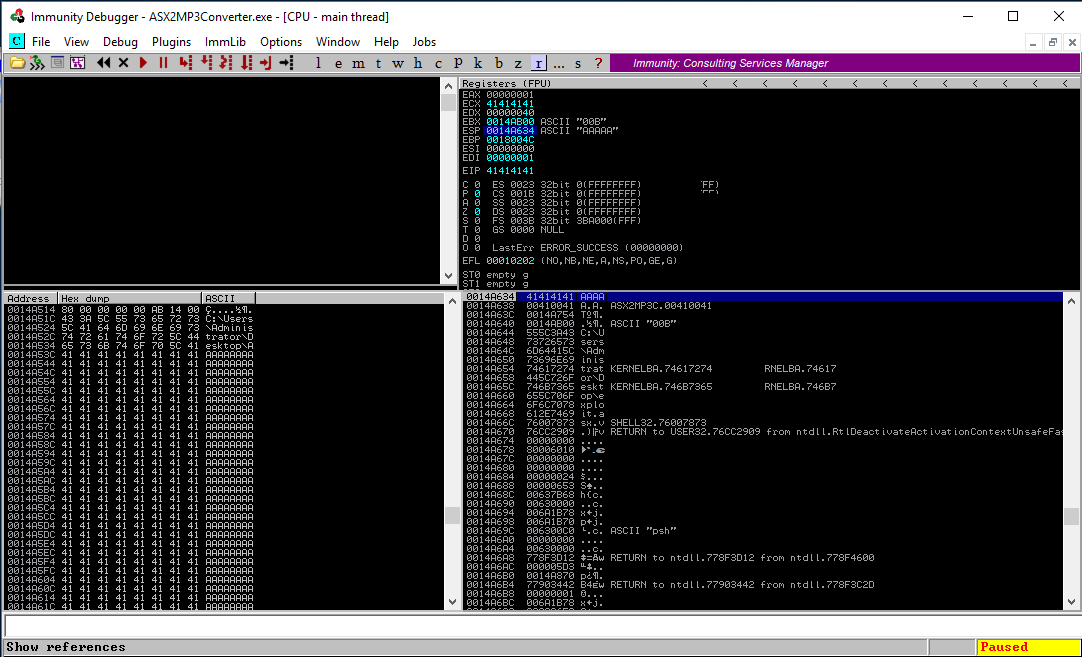 Immunity Debugger - ASX2MP3Converter.exe - [CPU - main thread]
File View Debug Plugins ImmLib Options Window Help Jobs
l e m t w h c p k b z r ... s ?
Immunity: Consulting Services Manager
Registers (FPU)
EAX 00000001
ECX 41414141
EDX 00000040
EBX 0014AB00 ASCII "00B"
ESP 0014A634 ASCII "AAAAA"
EBP 0018004C
ESI 00000000
EDI 00000001
EIP 41414141
C 0 ES 0023 32bit 0(FFFFFFFF)
P 0 CS 001B 32bit 0(FFFFFFFF)
A 0 SS 0023 32bit 0(FFFFFFFF)
Z 0 DS 0023 32bit 0(FFFFFFFF)
S 0 FS 003B 32bit 3BA000(FFF)
T 0 GS 0000 NULL
D 0
O 0 LastErr ERROR_SUCCESS (00000000)
EFL 00010202 (NO,NB,NE,A,NS,PO,GE,G)
ST0 empty g
ST1 empty g
Address Hex dump ASCII
0014A514 80 00 00 00 00 AB 14 00
0014A51C 43 3A 5C 55 73 65 72 73 C:\Users
0014A524 5C 41 64 6D 69 6E 69 73 \Adminis
0014A52C 74 72 61 74 6F 72 5C 44 trator\D
0014A534 65 73 6B 74 6F 70 5C 41 esktop\A
0014A53C 41 41 41 41 41 41 41 41 AAAAAAAA
0014A544 41 41 41 41 41 41 41 41 AAAAAAAA
0014A54C 41 41 41 41 41 41 41 41 AAAAAAAA
0014A554 41 41 41 41 41 41 41 41 AAAAAAAA
0014A55C 41 41 41 41 41 41 41 41 AAAAAAAA
0014A564 41 41 41 41 41 41 41 41 AAAAAAAA
0014A56C 41 41 41 41 41 41 41 41 AAAAAAAA
0014A574 41 41 41 41 41 41 41 41 AAAAAAAA
0014A57C 41 41 41 41 41 41 41 41 AAAAAAAA
0014A584 41 41 41 41 41 41 41 41 AAAAAAAA
0014A58C 41 41 41 41 41 41 41 41 AAAAAAAA
0014A594 41 41 41 41 41 41 41 41 AAAAAAAA
0014A59C 41 41 41 41 41 41 41 41 AAAAAAAA
0014A5A4 41 41 41 41 41 41 41 41 AAAAAAAA
0014A5AC 41 41 41 41 41 41 41 41 AAAAAAAA
0014A5B4 41 41 41 41 41 41 41 41 AAAAAAAA
0014A5BC 41 41 41 41 41 41 41 41 AAAAAAAA
0014A5C4 41 41 41 41 41 41 41 41 AAAAAAAA
0014A5CC 41 41 41 41 41 41 41 41 AAAAAAAA
0014A5D4 41 41 41 41 41 41 41 41 AAAAAAAA
0014A5DC 41 41 41 41 41 41 41 41 AAAAAAAA
0014A5E4 41 41 41 41 41 41 41 41 AAAAAAAA
0014A5EC 41 41 41 41 41 41 41 41 AAAAAAAA
0014A5F4 41 41 41 41 41 41 41 41 AAAAAAAA
0014A5FC 41 41 41 41 41 41 41 41 AAAAAAAA
0014A604 41 41 41 41 41 41 41 41 AAAAAAAA
0014A60C 41 41 41 41 41 41 41 41 AAAAAAAA
0014A614 41 41 41 41 41 41 41 41 AAAAAAAA
0014A61C 41 41 41 41 41 41 41 41 AAAAAAAA
0014A634 41414141 AAAA
0014A638 00410041 A.A. ASX2MP3C.00410041
0014A63C 0014A754 Tº¶.
0014A640 0014AB00 .½¶. ASCII "00B"
0014A644 555C3A43 C:\U
0014A648 73726573 sers
0014A64C 6D64415C \Adm
0014A650 73696E69 inis
0014A654 74617274 trat KERNELBA.74617274 RNELBA.74617
0014A658 445C726F or\D
0014A65C 746B7365 eskt KERNELBA.746B7365 RNELBA.746B7
0014A660 655C706F op\e
0014A664 6F6C7078 xplo
0014A668 612E7469 it.a
0014A66C 76007873 sx.v SHELL32.76007873
0014A670 76CC2909 RETURN to USER32.76CC2909 from ntdll.RtlDeactivateActivationContextUnsafeFas
0014A674 00000000 ....
0014A678 80006010
0014A67C 00000000 ....
0014A680 00000000 ....
0014A684 00000024 $...
0014A688 00000653
0014A68C 00637B68 h{c.
0014A690 00630000 ..c.
0014A694 006A1B78
0014A698 006A1B70
0014A69C 006300C0 ASCII "psh"
0014A6A0 00000000 ....
0014A6A4 00630000 ..c.
0014A6A8 778F3D12 RETURN to ntdll.778F3D12 from ntdll.778F4600
0014A6AC 000005D3
0014A6B0 0014A870
0014A6B4 77903442 RETURN to ntdll.77903442 from ntdll.778F3C2D
0014A6B8 00000001
0014A6BC 006A1B78
Show references
Paused